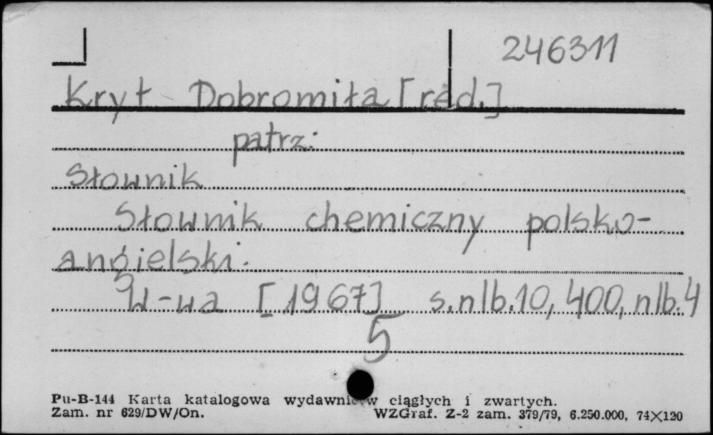 246311
Kryt Dobromiła [red.]
patrz:
Słownik
Słownik chemiczny polsko-
angielski.
W-wa [1967] s.nlb.10, 400, nlb.4
5
Pu-B-144 Karta katalogowa wydawnictw ciągłych i zwartych.
Zam. nr 629/DW/On. WZGraf. Z-2 zam. 379/79, 6.250.000, 74×120